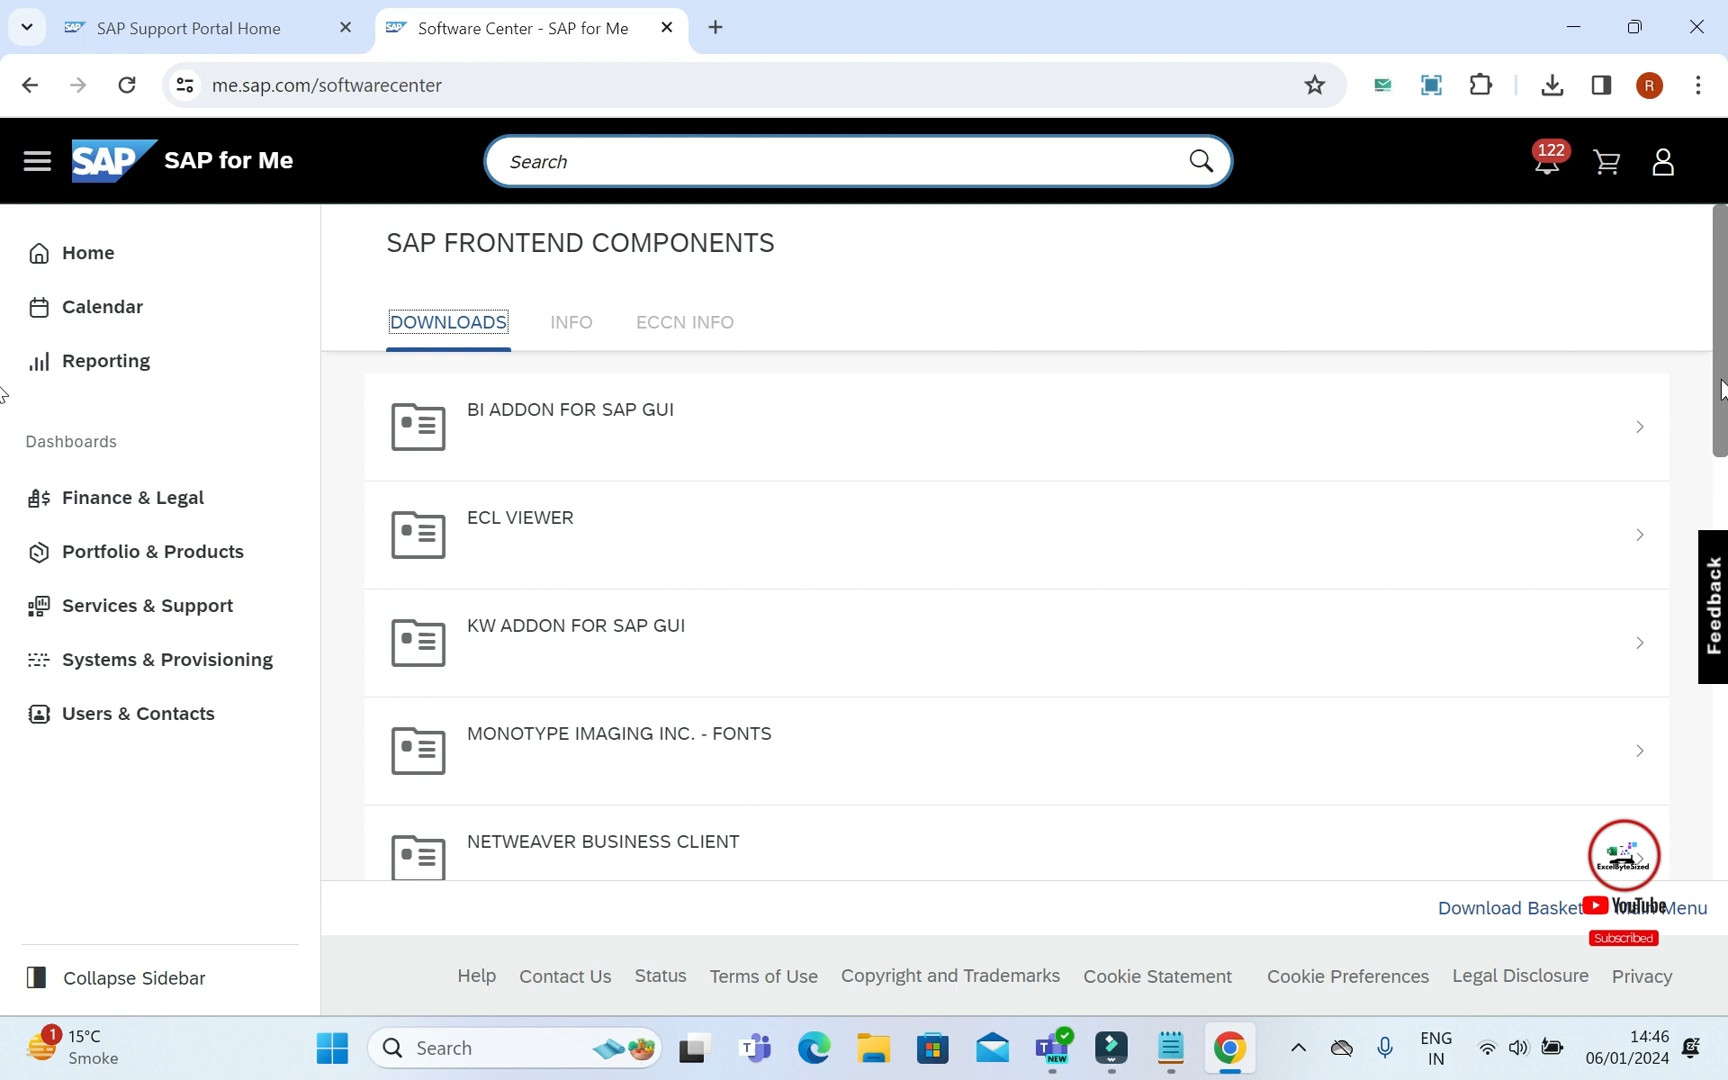 SAP Support Portal Home
Software Center - SAP for Me
me.sap.com/softwarecenter
R
SAP
SAP for Me
Search
122
Home
Calendar
Reporting
Dashboards
Finance & Legal
Portfolio & Products
Services & Support
Systems & Provisioning
Users & Contacts
Collapse Sidebar
SAP FRONTEND COMPONENTS
DOWNLOADS
INFO
ECCN INFO
BI ADDON FOR SAP GUI
ECL VIEWER
KW ADDON FOR SAP GUI
MONOTYPE IMAGING INC. - FONTS
NETWEAVER BUSINESS CLIENT
Feedback
ExcelByteSized
YouTube
Subscribed
Download Basket
Menu
Help
Contact Us
Status
Terms of Use
Copyright and Trademarks
Cookie Statement
Cookie Preferences
Legal Disclosure
Privacy
1
15°C
Smoke
Search
NEW
ENG
IN
14:46
06/01/2024